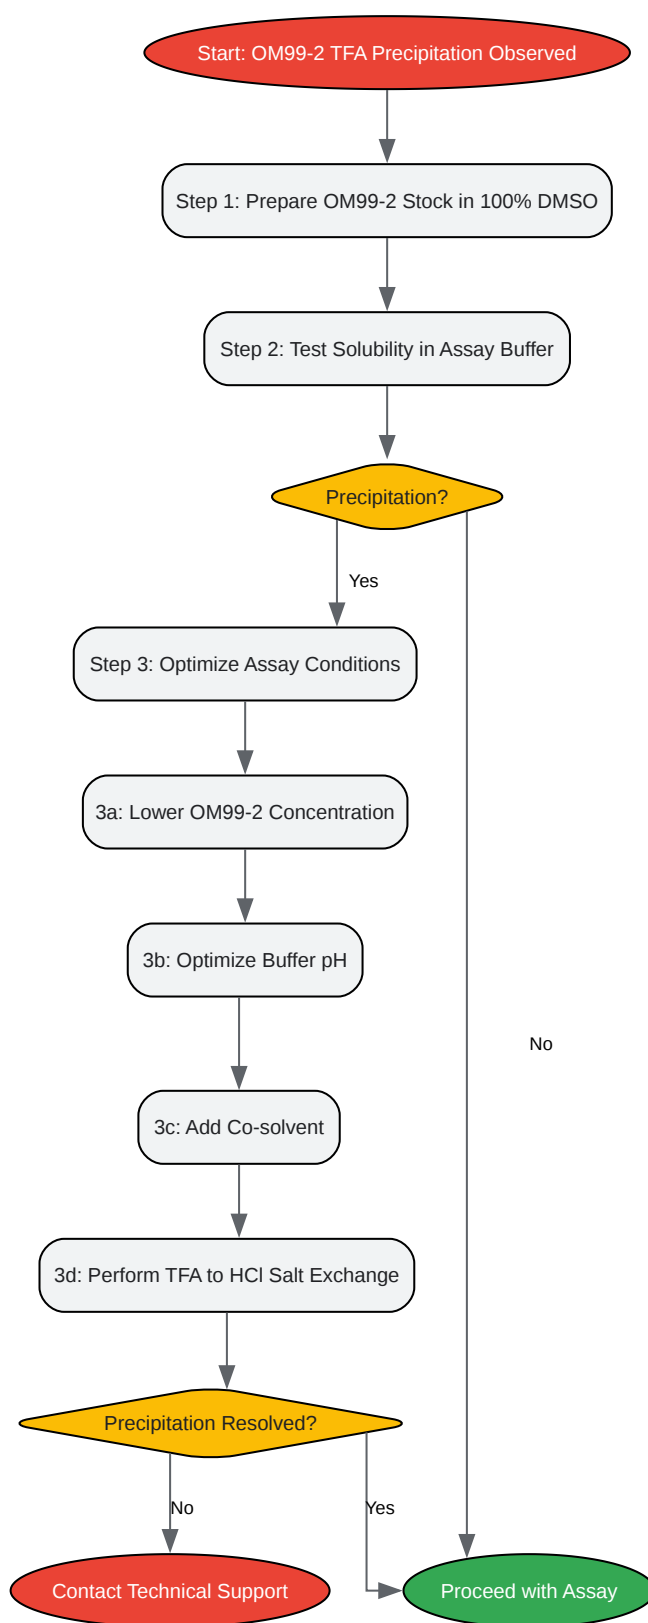 Start: OM99-2 TFA Precipitation Observed
Step 1: Prepare OM99-2 Stock in 100% DMSO
Step 2: Test Solubility in Assay Buffer
Precipitation?
Yes
Step 3: Optimize Assay Conditions
3a: Lower OM99-2 Concentration
3b: Optimize Buffer pH
No
3c: Add Co-solvent
3d: Perform TFA to HCl Salt Exchange
Precipitation Resolved?
No
Yes
Contact Technical Support
Proceed with Assay